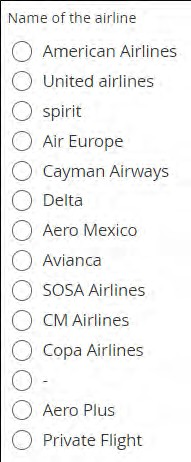 Name of the airline
American Airlines
United airlines
spirit
Air Europe
Cayman Airways
Delta
Aero Mexico
Avianca
SOSA Airlines
CM Airlines
Copa Airlines
-
Aero Plus
Private Flight